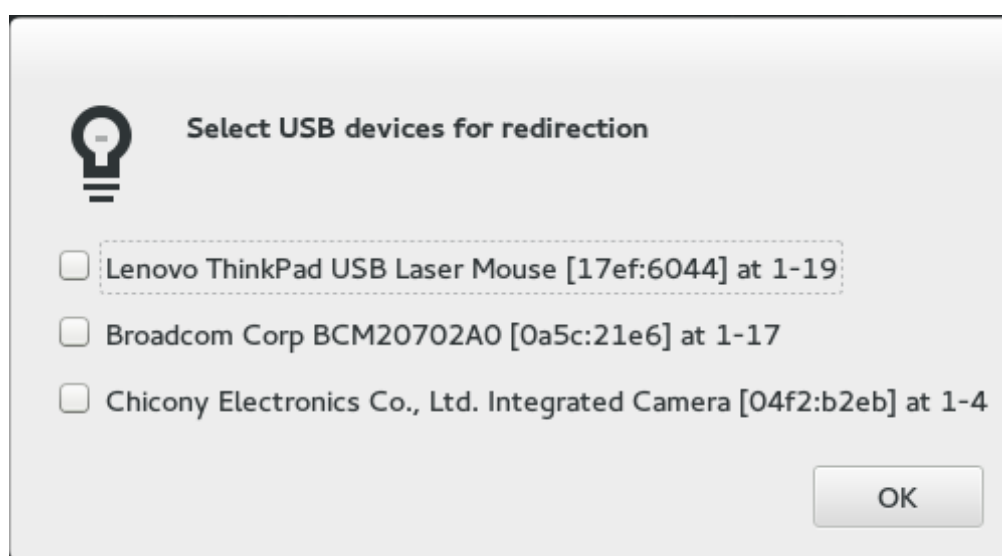 Select USB devices for redirection
Lenovo ThinkPad USB Laser Mouse [17ef:6044] at 1-19
Broadcom Corp BCM20702A0 [0a5c:21e6] at 1-17
Chicony Electronics Co., Ltd. Integrated Camera [04f2:b2eb] at 1-4
OK